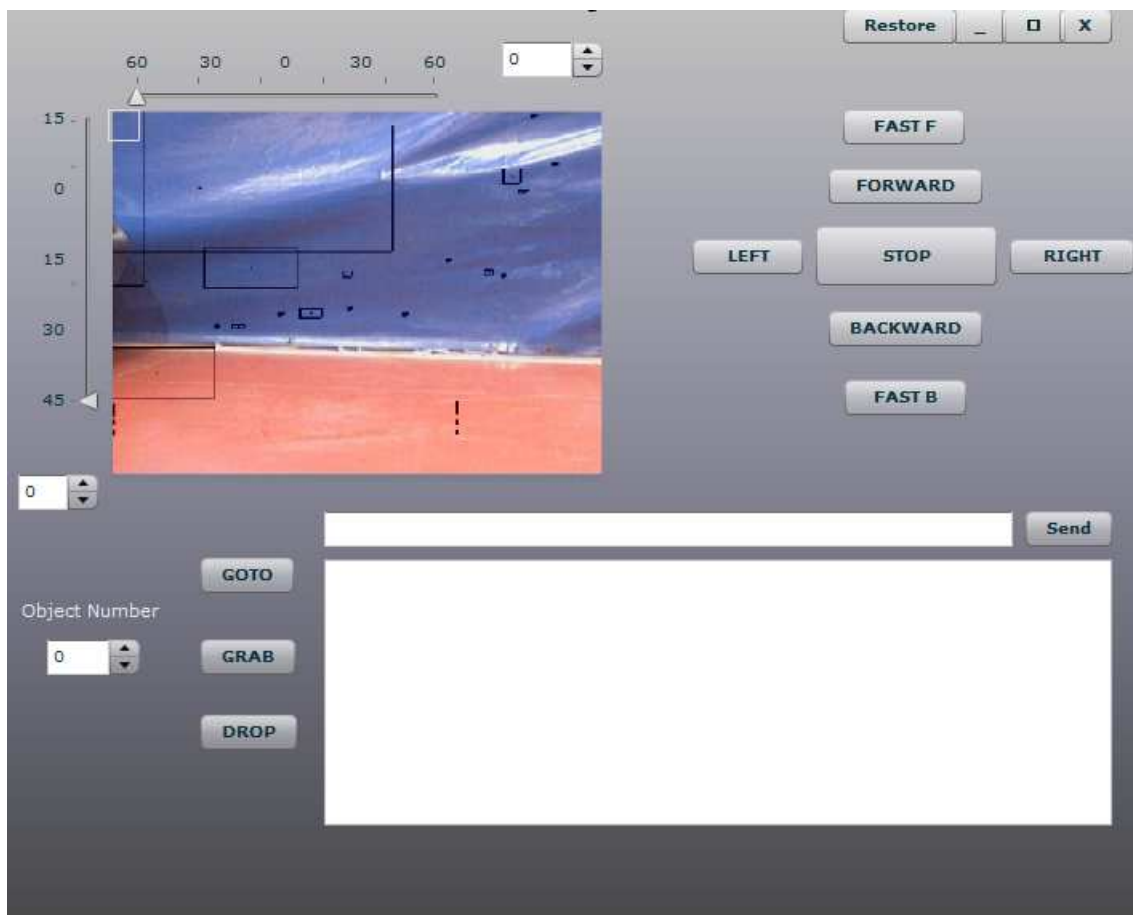 Restore _ X
60 30 0 30 60 0
15
0
15
30
45
0
FAST F
FORWARD
LEFT STOP RIGHT
BACKWARD
FAST B
Send
GOTO
Object Number
0 GRAB
DROP